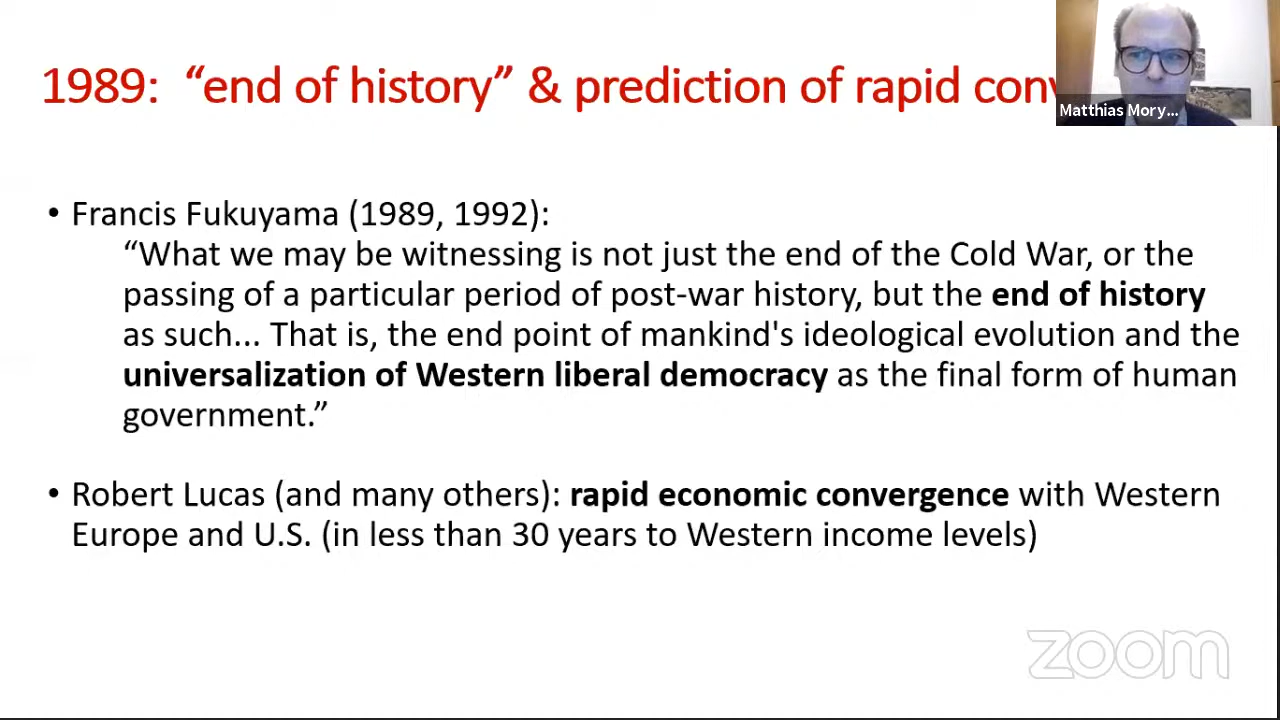 1989: “end of history” & prediction of rapid conv
Matthias Mory...
• Francis Fukuyama (1989, 1992):
“What we may be witnessing is not just the end of the Cold War, or the
passing of a particular period of post-war history, but the end of history
as such... That is, the end point of mankind's ideological evolution and the
universalization of Western liberal democracy as the final form of human
government.”
• Robert Lucas (and many others): rapid economic convergence with Western
Europe and U.S. (in less than 30 years to Western income levels)
zoom